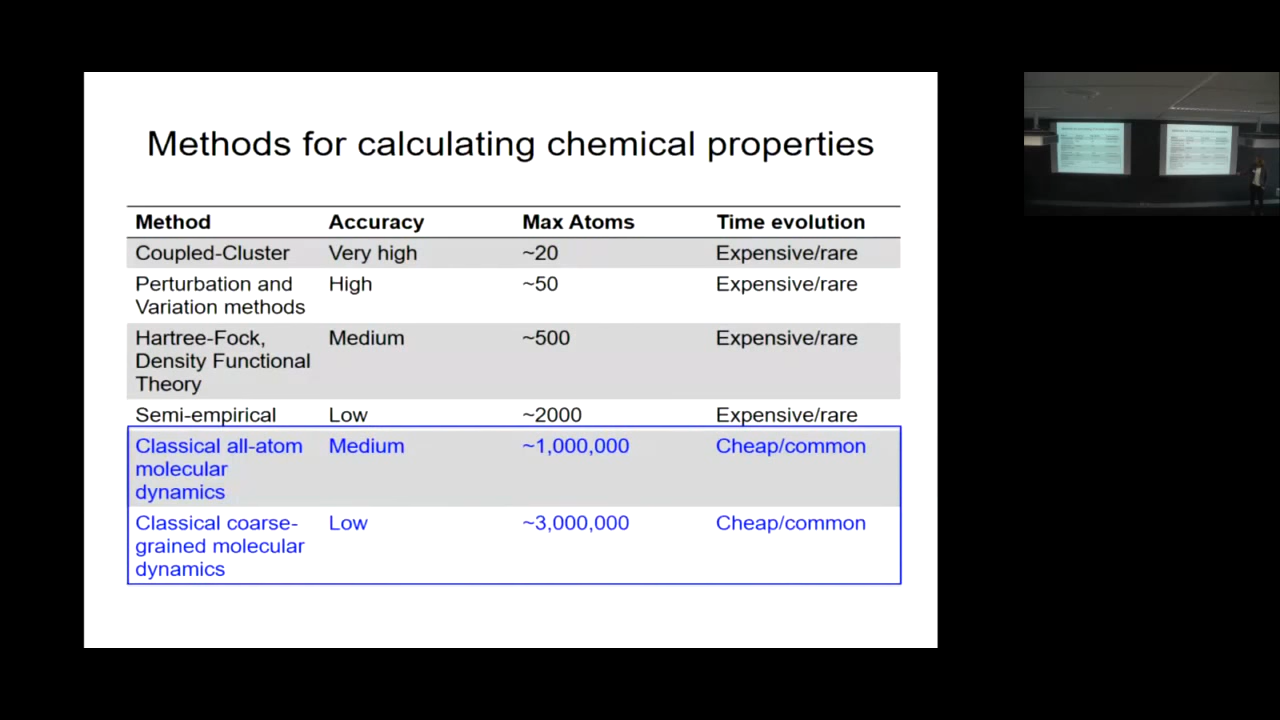 Methods for calculating chemical properties
Method Accuracy Max Atoms Time evolution
Coupled-Cluster Very high ~20 Expensive/rare
Perturbation and High ~50 Expensive/rare
Variation methods
Hartree-Fock, Medium ~500 Expensive/rare
Density Functional
Theory
Semi-empirical Low ~2000 Expensive/rare
Classical all-atom Medium ~1,000,000 Cheap/common
molecular
dynamics
Classical coarse- Low ~3,000,000 Cheap/common
grained molecular
dynamics